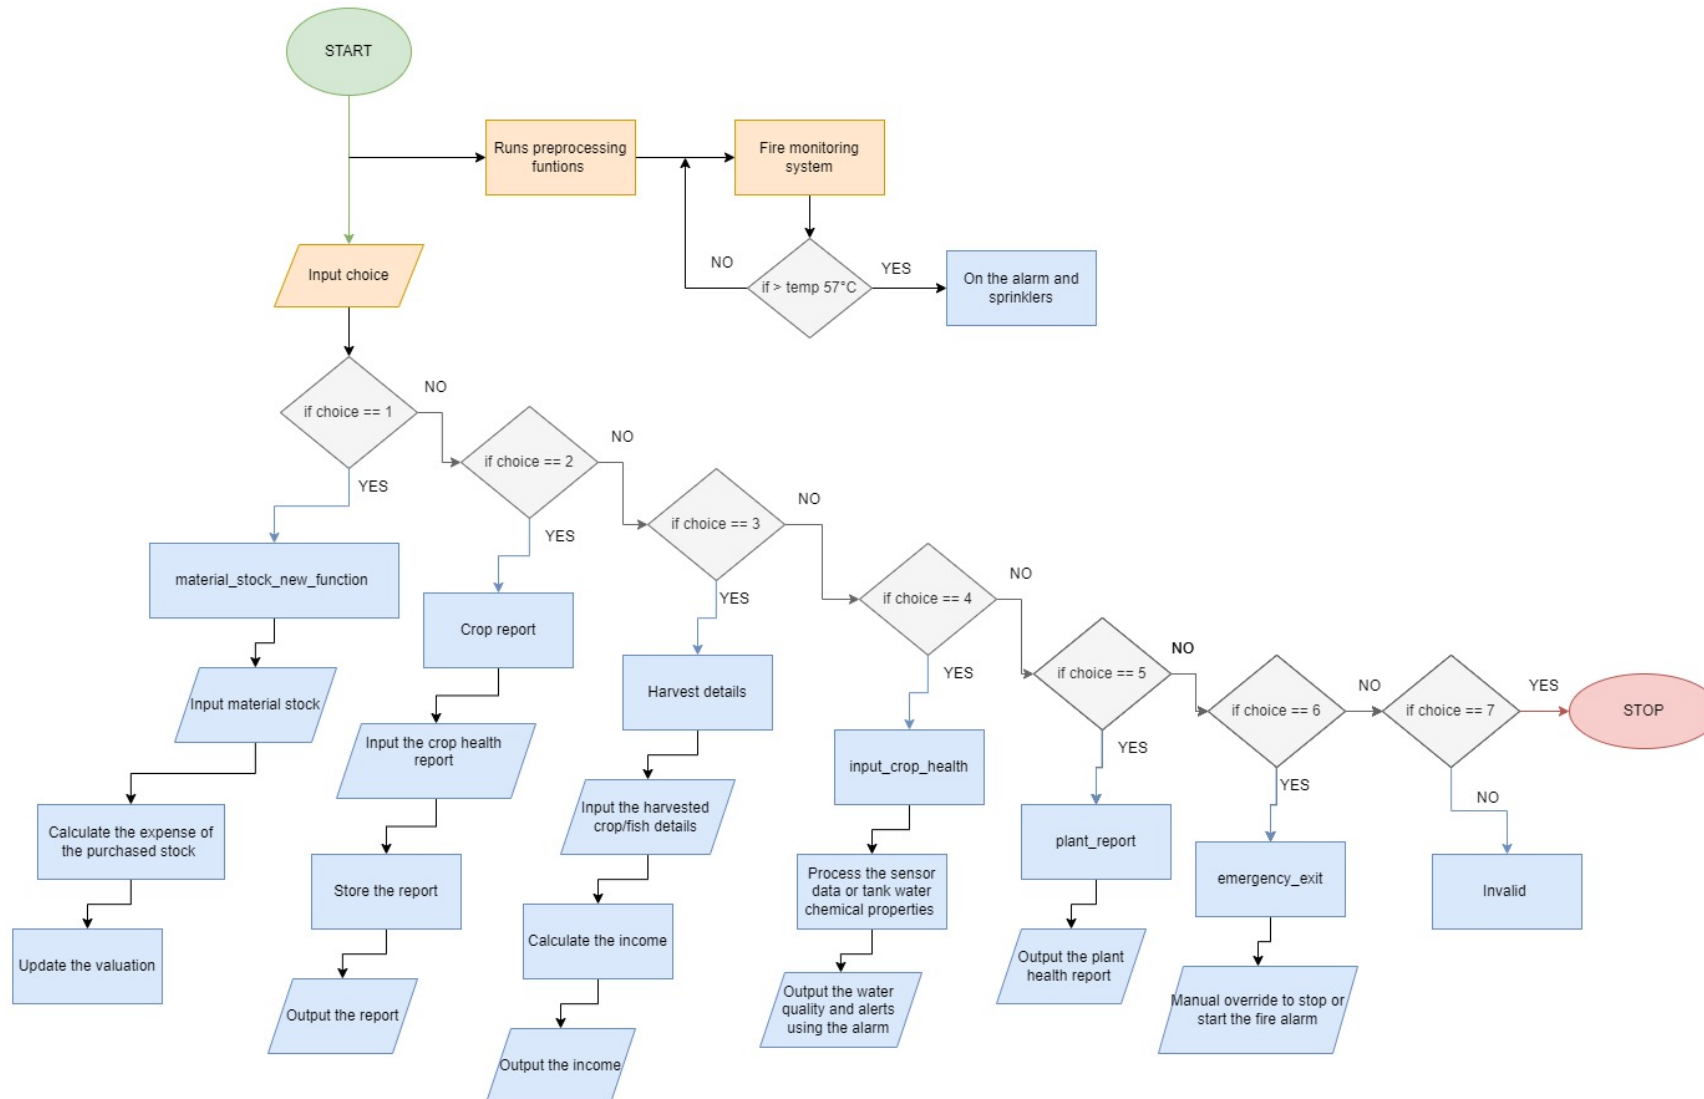 START
Runs preprocessing
funtions
Fire monitoring
system
Input choice
NO
if > temp 57°C
YES
On the alarm and
sprinklers
if choice == 1
NO
YES
if choice == 2
NO
YES
if choice == 3
NO
YES
if choice == 4
NO
YES
if choice == 5
NO
YES
if choice == 6
NO
YES
if choice == 7
YES
NO
STOP
material_stock_new_function
Input material stock
Calculate the expense of
the purchased stock
Update the valuation
Crop report
Input the crop health
report
Store the report
Output the report
Harvest details
Input the harvested
crop/fish details
Calculate the income
Output the income
input_crop_health
Process the sensor
data or tank water
chemical properties
Output the water
quality and alerts
using the alarm
plant_report
Output the plant
health report
emergency_exit
Manual override to stop or
start the fire alarm
Invalid